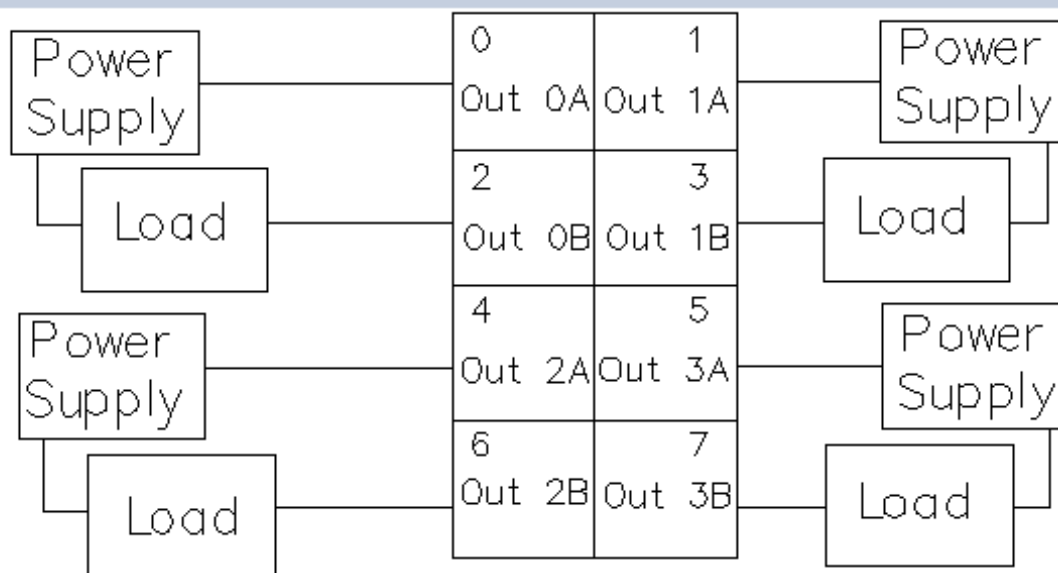 Power
Supply
Load
Power
Supply
Load
0 1
Out 0A Out 1A
2 3
Out 0B Out 1B
4 5
Out 2A Out 3A
6 7
Out 2B Out 3B
Power
Supply
Load
Power
Supply
Load